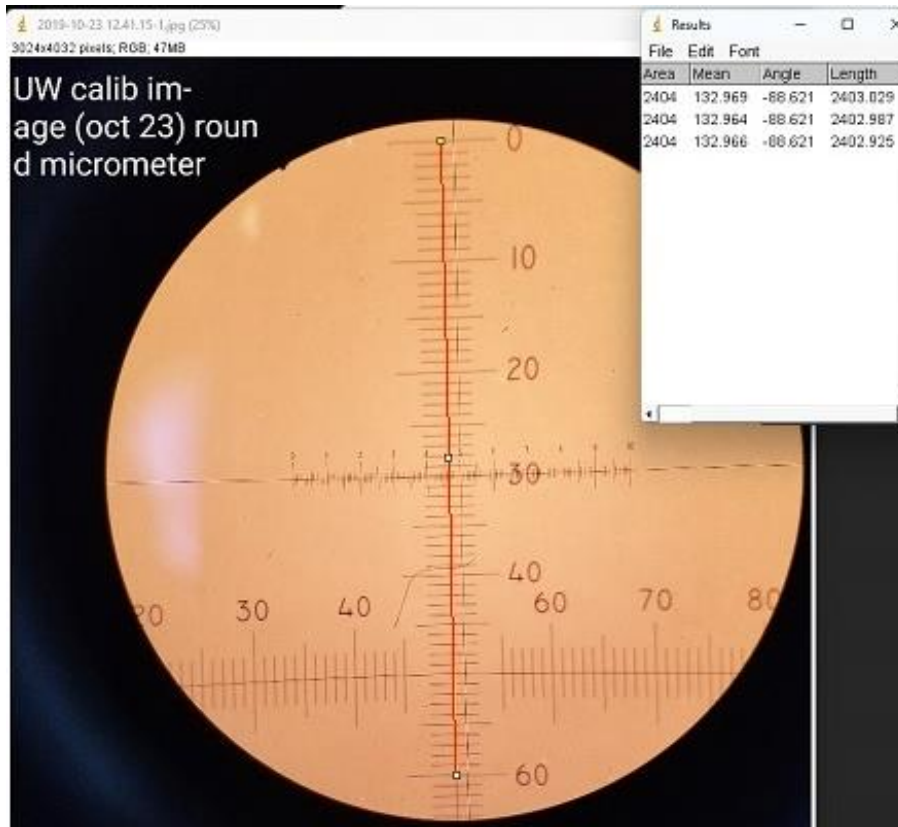 2019-10-23 12.41.15-1.jpg (25%)
3024x4032 pixels; RGB; 47MB
UW calib im-
age (oct 23) roun
d micrometer
Results
File Edit Font
Area Mean Angle Length
2404 132.969 -88.621 2403.029
2404 132.964 -88.621 2402.987
2404 132.966 -88.621 2402.925
0
10
20
30
40
20 30 40 60 70 80
60